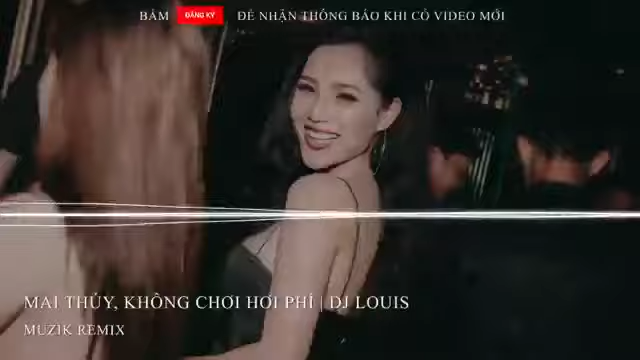 BẤM ĐĂNG KÝ ĐỂ NHẬN THÔNG BÁO KHI CÓ VIDEO MỚI
MAI THÚY, KHÔNG CHƠI HƠI PHÍ | DJ LOUIS
MUZIK REMIX